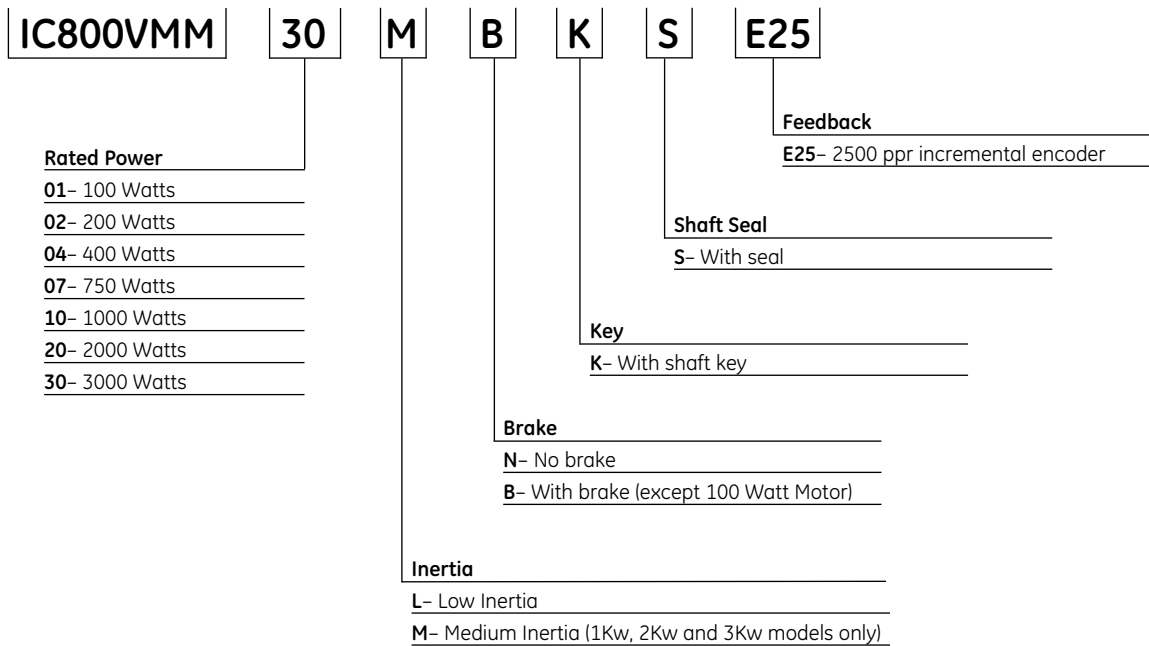 IC800VMM 30 M B K S E25
Feedback
E25– 2500 ppr incremental encoder
Rated Power
01– 100 Watts
02– 200 Watts
04– 400 Watts
07– 750 Watts
10– 1000 Watts
20– 2000 Watts
30– 3000 Watts
Shaft Seal
S– With seal
Key
K– With shaft key
Brake
N– No brake
B– With brake (except 100 Watt Motor)
Inertia
L– Low Inertia
M– Medium Inertia (1Kw, 2Kw and 3Kw models only)